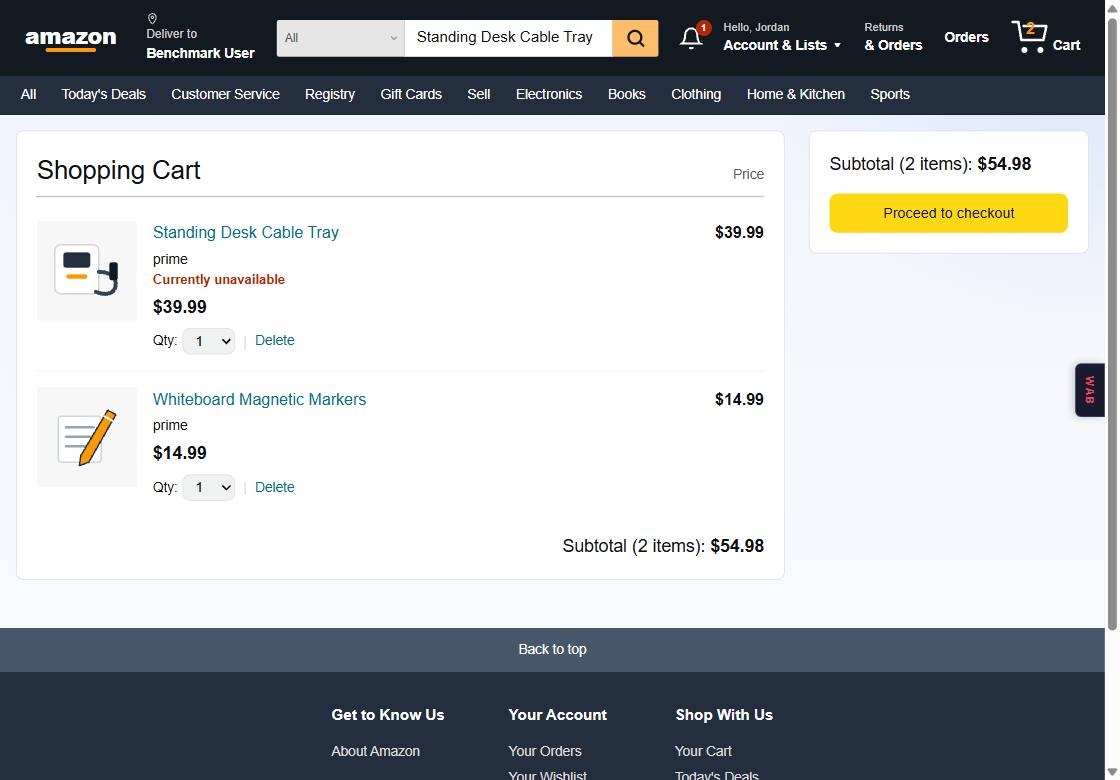 amazon
Deliver to
Benchmark User
All
Standing Desk Cable Tray
1
Hello, Jordan
Account & Lists
Returns
& Orders
Orders
2
Cart
All
Today's Deals
Customer Service
Registry
Gift Cards
Sell
Electronics
Books
Clothing
Home & Kitchen
Sports
Shopping Cart
Price
Standing Desk Cable Tray
$39.99
prime
Currently unavailable
$39.99
Qty: 1 | Delete
Whiteboard Magnetic Markers
$14.99
prime
$14.99
Qty: 1 | Delete
Subtotal (2 items): $54.98
Subtotal (2 items): $54.98
Proceed to checkout
WAB
Back to top
Get to Know Us
About Amazon
Your Account
Your Orders
Your Wishlist
Shop With Us
Your Cart
Today's Deals